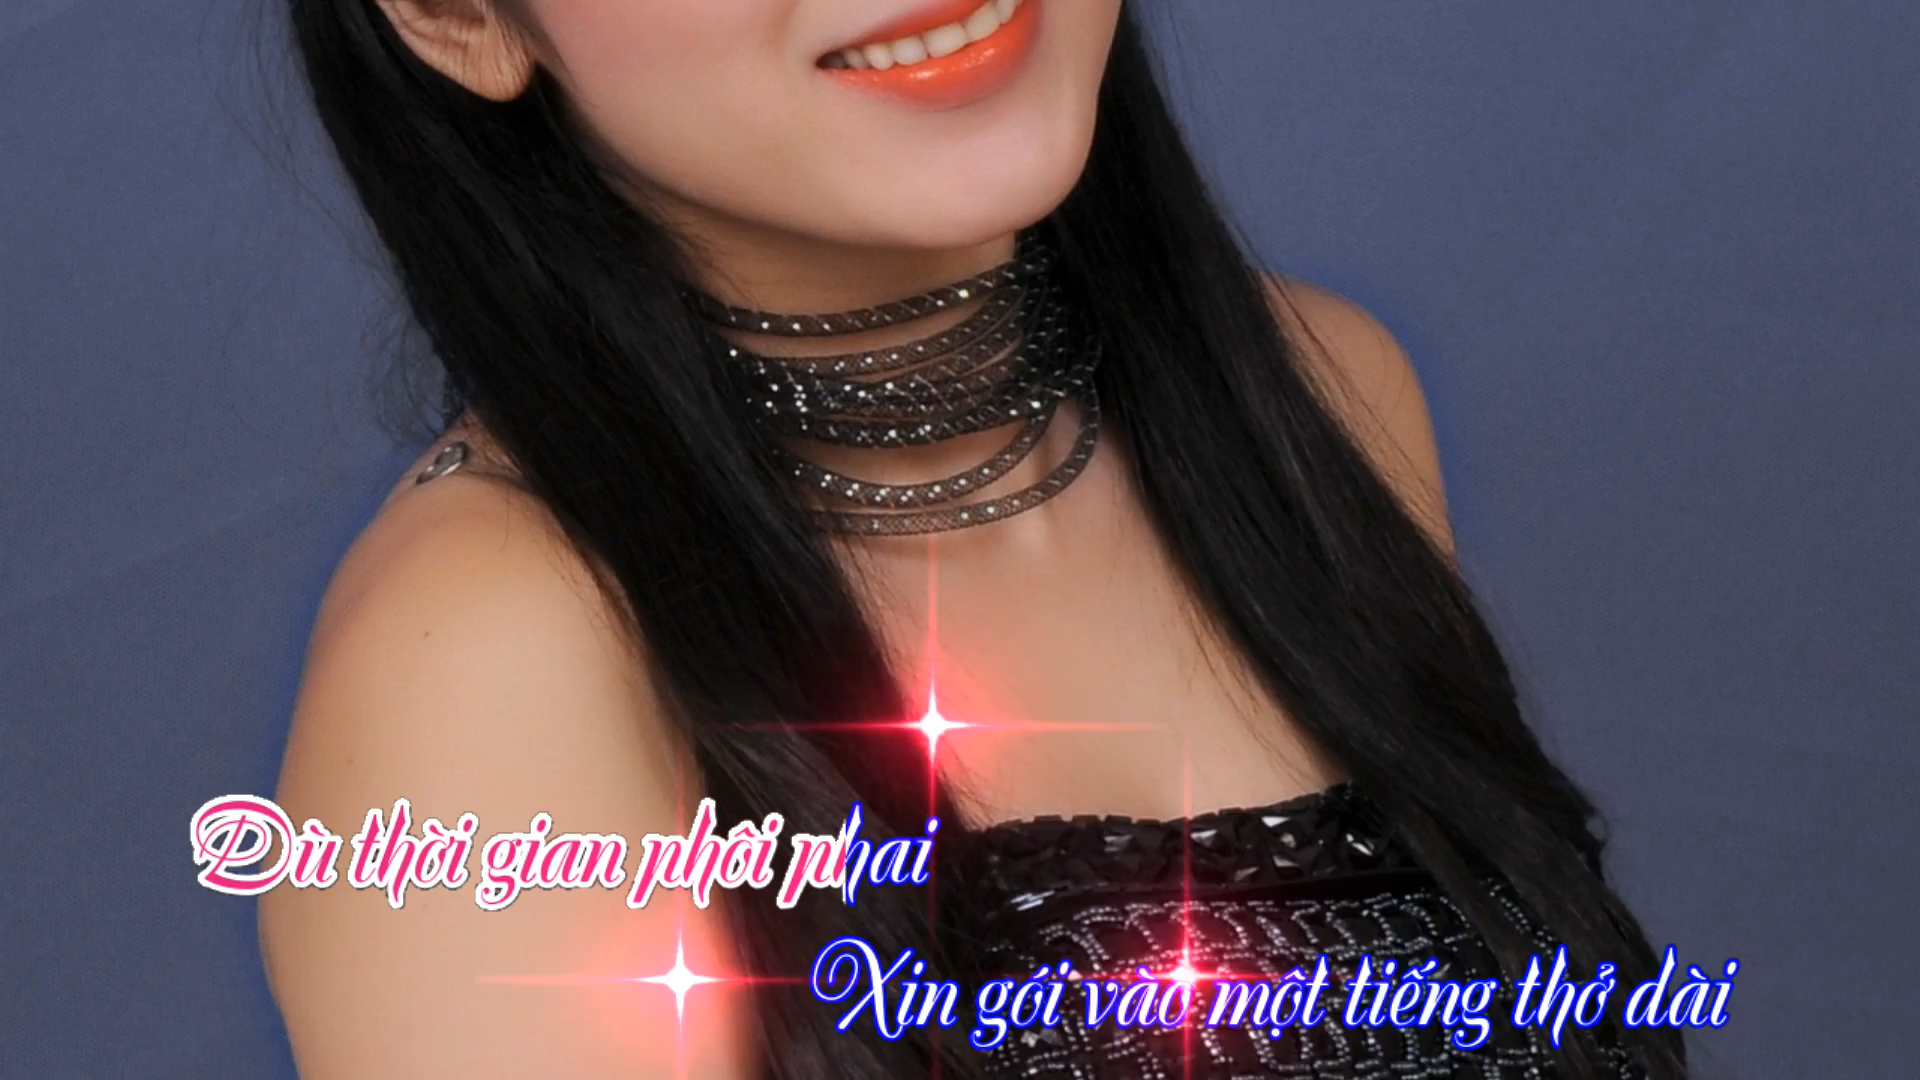 Dù thời gian phôi phai
Xin gói vào một tiếng thở dài